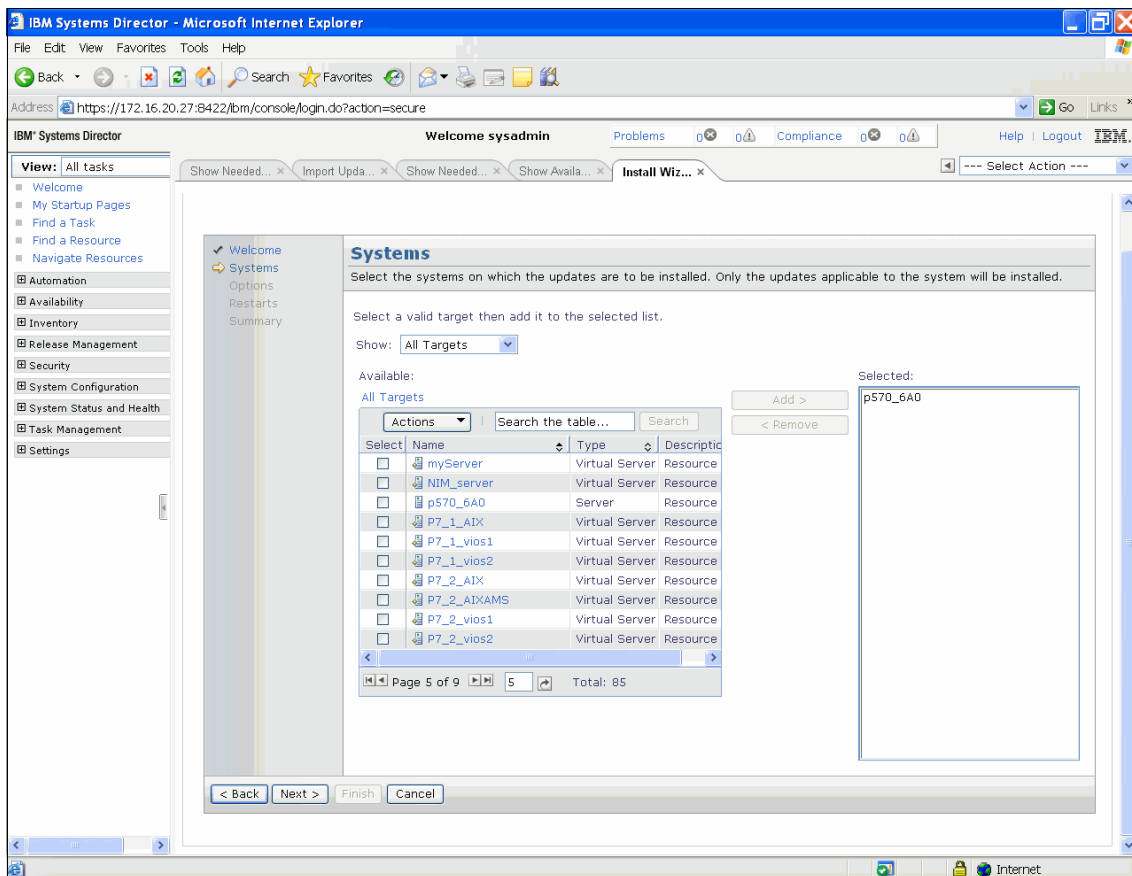 IBM Systems Director - Microsoft Internet Explorer
File Edit View Favorites Tools Help
Back Search Favorites
Address https://172.16.20.27:8422/ibm/console/login.do?action=secure Go Links »
IBM® Systems Director Welcome sysadmin Problems 0 0 Compliance 0 0 Help | Logout IBM.
View: All tasks
Show Needed... × Import Upda... × Show Needed... × Show Availa... × Install Wiz... × --- Select Action ---
Welcome
My Startup Pages
Find a Task
Find a Resource
Navigate Resources
Automation
Availability
Inventory
Release Management
Security
System Configuration
System Status and Health
Task Management
Settings
Welcome
Systems
Options
Restarts
Summary
Systems
Select the systems on which the updates are to be installed. Only the updates applicable to the system will be installed.
Select a valid target then add it to the selected list.
Show: All Targets
Available:
All Targets
Actions | Search the table... Search
Select Name Type Descriptic
myServer Virtual Server Resource
NIM_server Virtual Server Resource
p570_6A0 Server Resource
P7_1_AIX Virtual Server Resource
P7_1_vios1 Virtual Server Resource
P7_1_vios2 Virtual Server Resource
P7_2_AIX Virtual Server Resource
P7_2_AIXAMS Virtual Server Resource
P7_2_vios1 Virtual Server Resource
P7_2_vios2 Virtual Server Resource
Page 5 of 9 5 Total: 85
Add >
< Remove
Selected:
p570_6A0
< Back Next > Finish Cancel
Internet